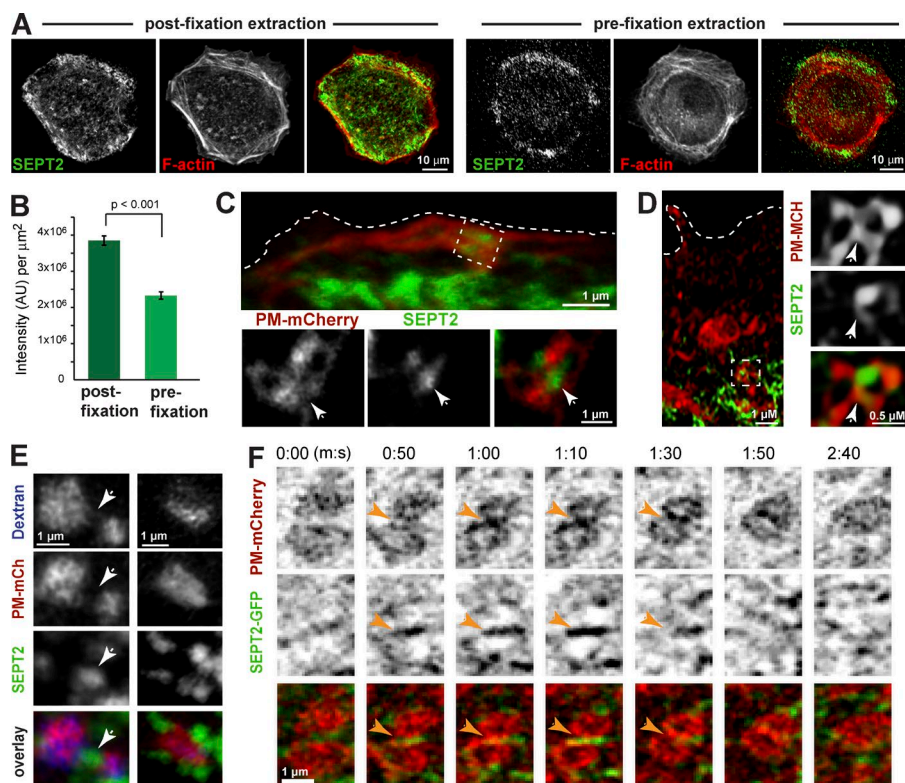 A
post-fixation extraction
pre-fixation extraction
SEPT2
F-actin
10 μm
SEPT2
F-actin
10 μm
B
p < 0.001
Intesnsity (AU) per μm2
4x10⁶
3x10⁶
2x10⁶
1x10⁶
0
post-
fixation
pre-
fixation
C
1 μm
PM-mCherry
SEPT2
1 μm
D
1 μM
PM-MCH
SEPT2
0.5 μM
E
Dextran
1 μm
PM-mCh
SEPT2
overlay
F
0:00 (m:s)
0:50
1:00
1:10
1:30
1:50
2:40
PM-mCherry
SEPT2-GFP
1 μm